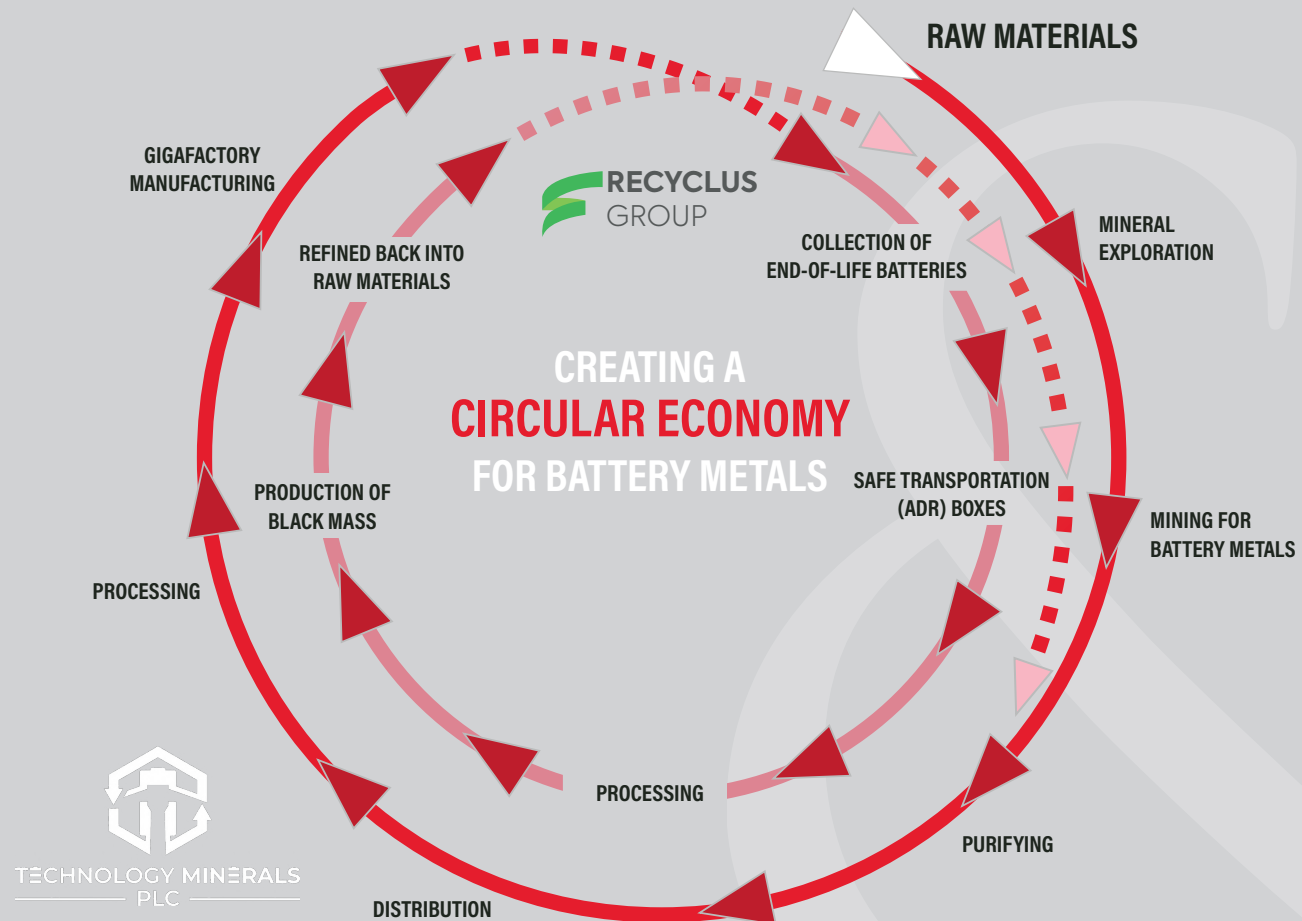 RAW MATERIALS
GIGAFACTORY
MANUFACTURING
RECYCLUS
GROUP
MINERAL
EXPLORATION
REFINED BACK INTO
RAW MATERIALS
COLLECTION OF
END-OF-LIFE BATTERIES
CREATING A
CIRCULAR ECONOMY
FOR BATTERY METALS
PRODUCTION OF
BLACK MASS
SAFE TRANSPORTATION
(ADR) BOXES
MINING FOR
BATTERY METALS
PROCESSING
PROCESSING
PURIFYING
TECHNOLOGY MINERALS
PLC
DISTRIBUTION